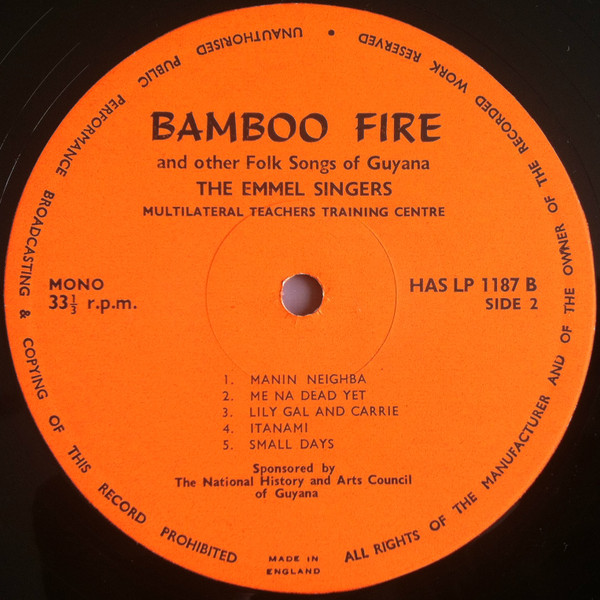 BAMBOO FIRE
and other Folk Songs of Guyana
THE EMMEL SINGERS
MULTILATERAL TEACHERS TRAINING CENTRE
MONO
33⅓ r.p.m.
HAS LP 1187 B
SIDE 2
1. MANIN NEIGHBA
2. ME NA DEAD YET
3. LILY GAL AND CARRIE
4. ITANAMI
5. SMALL DAYS
Sponsored by
The National History and Arts Council
of Guyana
MADE IN
ENGLAND
ALL RIGHTS OF THE MANUFACTURER AND OF THE OWNER OF THE RECORDED WORK RESERVED • UNAUTHORISED PUBLIC PERFORMANCE BROADCASTING & COPYING OF THIS RECORD PROHIBITED